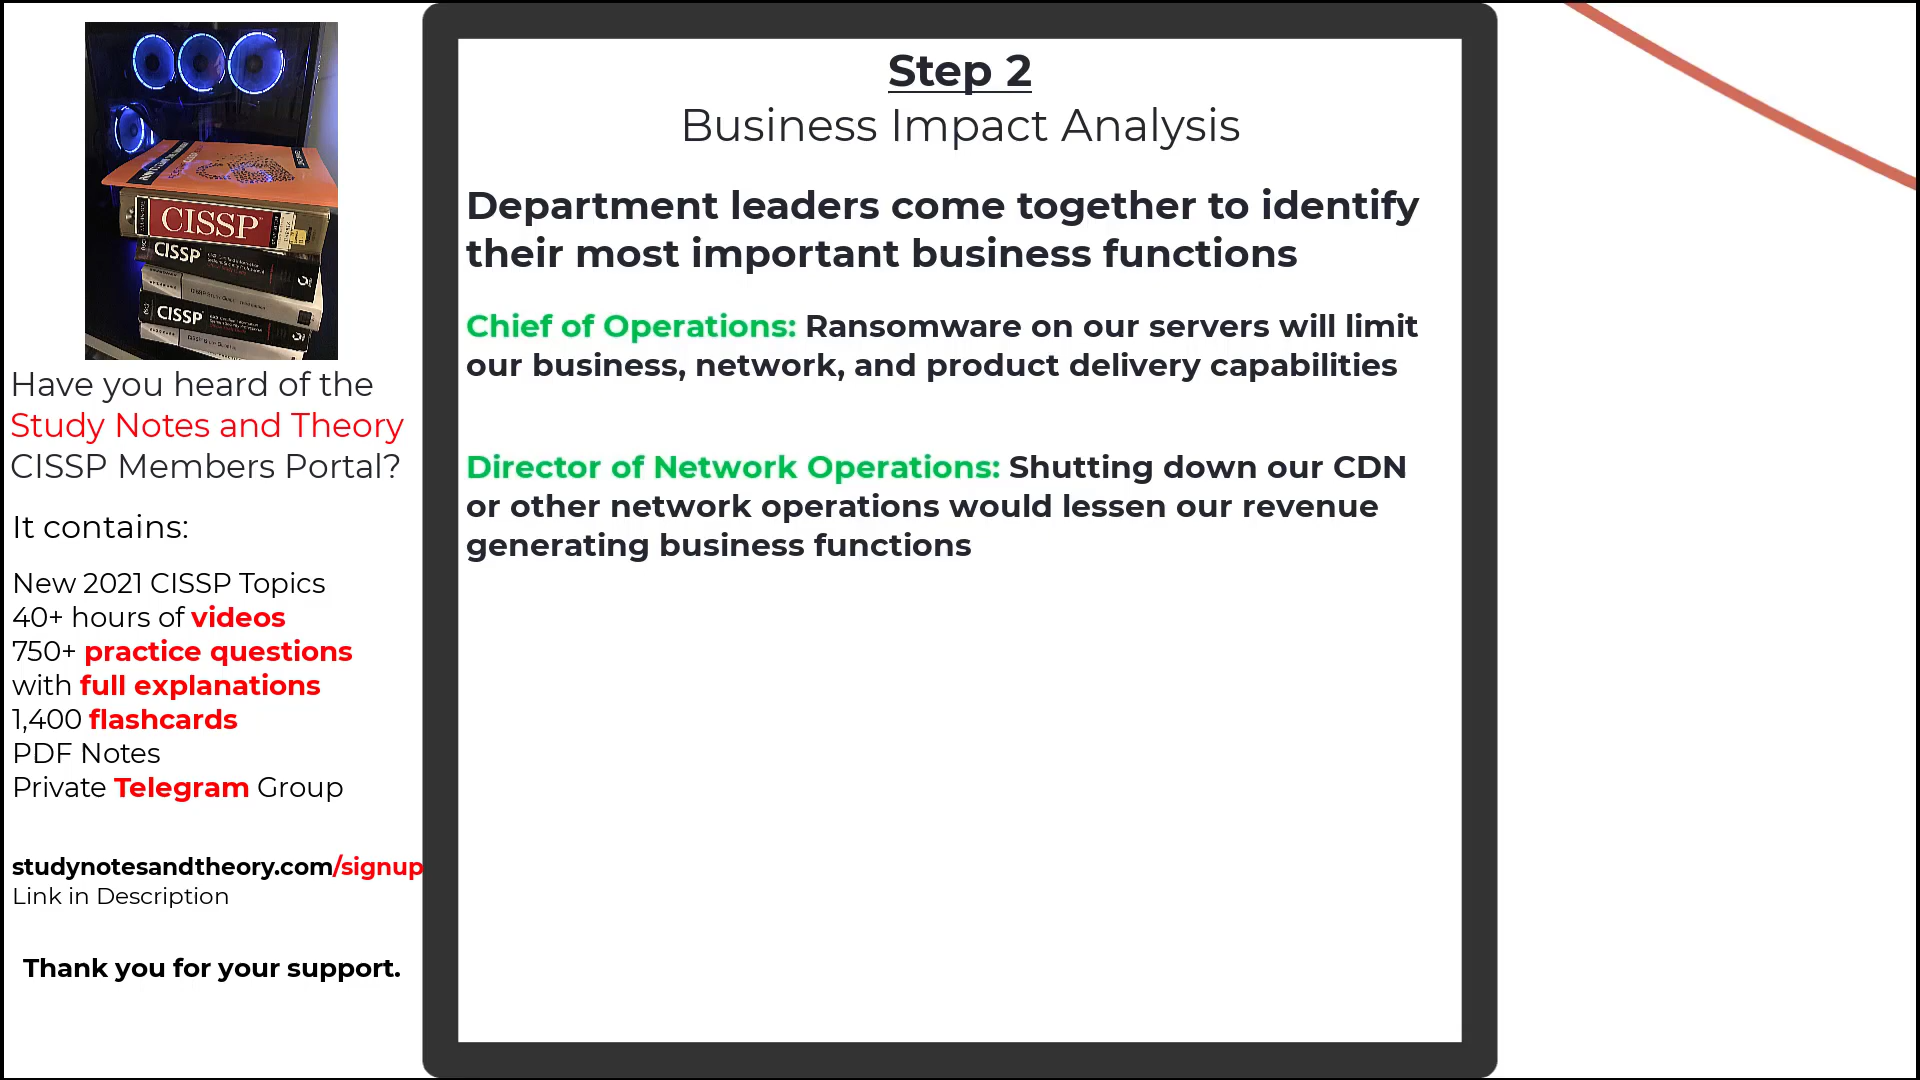 Step 2
Business Impact Analysis
Department leaders come together to identify
their most important business functions
Chief of Operations: Ransomware on our servers will limit
our business, network, and product delivery capabilities
Director of Network Operations: Shutting down our CDN
or other network operations would lessen our revenue
generating business functions
CISSP
CISSP
CISSP
Have you heard of the
Study Notes and Theory
CISSP Members Portal?
It contains:
New 2021 CISSP Topics
40+ hours of videos
750+ practice questions
with full explanations
1,400 flashcards
PDF Notes
Private Telegram Group
studynotesandtheory.com/signup
Link in Description
Thank you for your support.